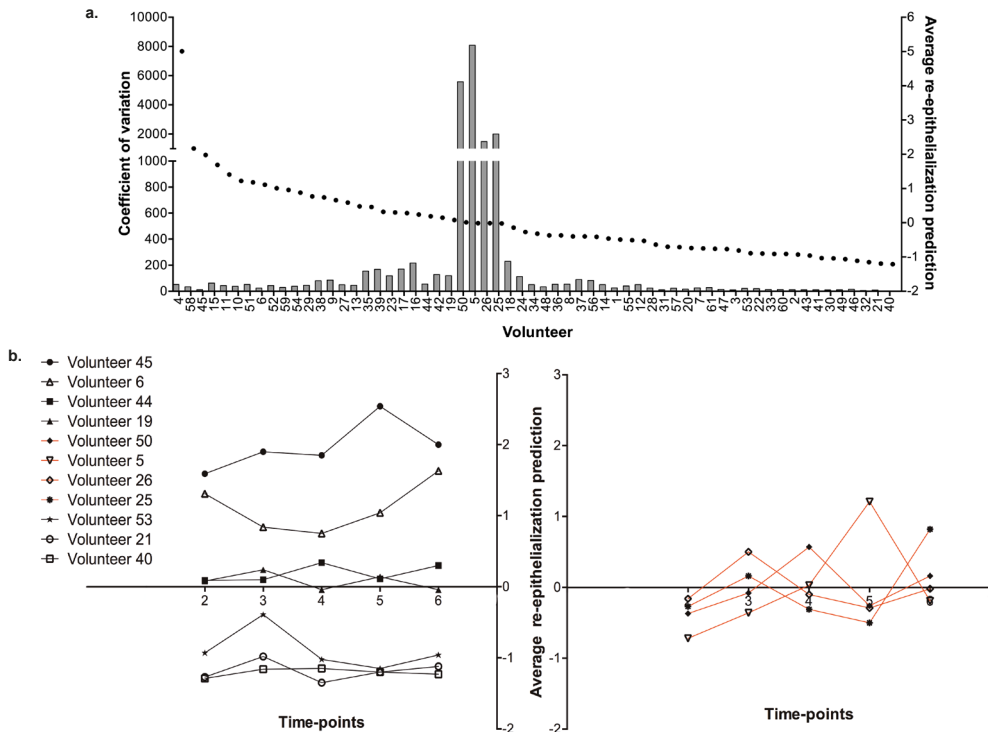 a.
10000
8000
6000
4000
2000
1000
800
600
400
200
0
Coefficient of variation
6
5
4
3
2
1
0
-1
-2
Average re-epithelialization prediction
4 58 45 15 11 10 51 6 52 59 54 29 38 9 27 13 35 39 23 17 16 44 42 19 50 5 26 25 18 24 34 48 36 8 37 56 14 1 55 12 28 31 57 20 7 61 47 3 53 22 33 60 2 43 41 30 49 46 32 21 40
Volunteer
b.
Volunteer 45
Volunteer 6
Volunteer 44
Volunteer 19
Volunteer 50
Volunteer 5
Volunteer 26
Volunteer 25
Volunteer 53
Volunteer 21
Volunteer 40
3
2
1
0
-1
-2
2 3 4 5 6
Time-points
Average re-epithelialization prediction
3
2
1
0
-1
-2
3 4 5
Time-points